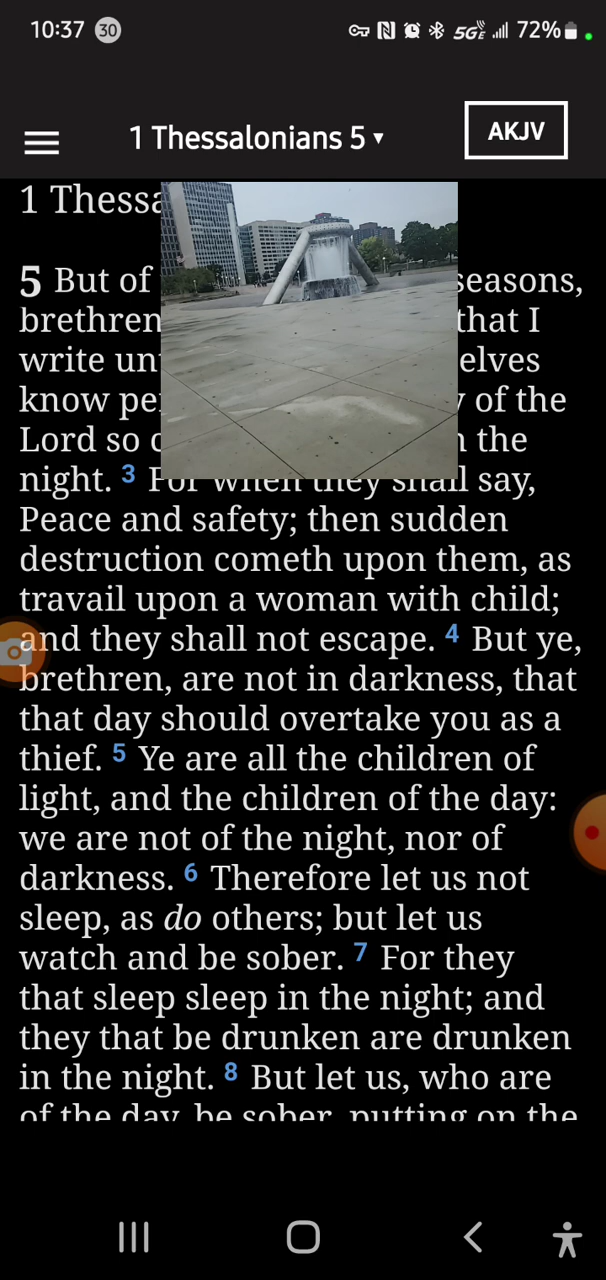 10:37 30 5GE 72%
1 Thessalonians 5 AKJV
1 Thessa
5 But of seasons,
brethren that I
write un elves
know pe of the
Lord so the
night. 3 For when they shall say,
Peace and safety; then sudden
destruction cometh upon them, as
travail upon a woman with child;
and they shall not escape. 4 But ye,
brethren, are not in darkness, that
that day should overtake you as a
thief. 5 Ye are all the children of
light, and the children of the day:
we are not of the night, nor of
darkness. 6 Therefore let us not
sleep, as do others; but let us
watch and be sober. 7 For they
that sleep sleep in the night; and
they that be drunken are drunken
in the night. 8 But let us, who are
of the day, be sober, putting on the